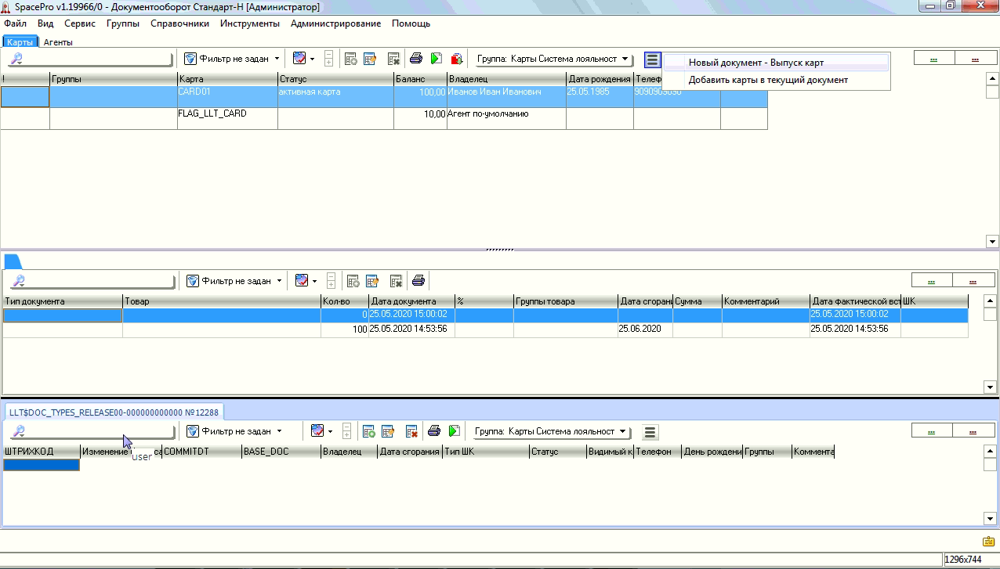 SpacePro v1.19966/0 - Документооборот Стандарт-Н [Администратор]
Файл Вид Сервис Группы Справочники Инструменты Администрирование Помощь
Карты Агенты
Фильтр не задан Группа: Карты Система лояльност
Новый документ - Выпуск карт
Добавить карты в текущий документ
! Группы Карта Статус Баланс Владелец Дата рождения Телеф
CARD01 активная карта 100,00 Иванов Иван Иванович 25.05.1985 9090909090
FLAG_LLT_CARD 10,00 Агент по-умолчанию
Фильтр не задан
Тип документа Товар Кол-во Дата документа % Группы товара Дата сгорани Сумма Комментарий Дата фактической вст ШК
0 25.05.2020 15:00:02 25.05.2020 15:00:02
100 25.05.2020 14:53:56 25.06.2020 25.05.2020 14:53:56
LLT$DOC_TYPES_RELEASE00-000000000000 №12288
Фильтр не задан Группа: Карты Система лояльност
ШТРИХКОД Изменение COMMITDT BASE_DOC Владелец Дата сгорания Тип ШК Статус Видимый к Телефон День рождени Группы Коммента
user
1296x744